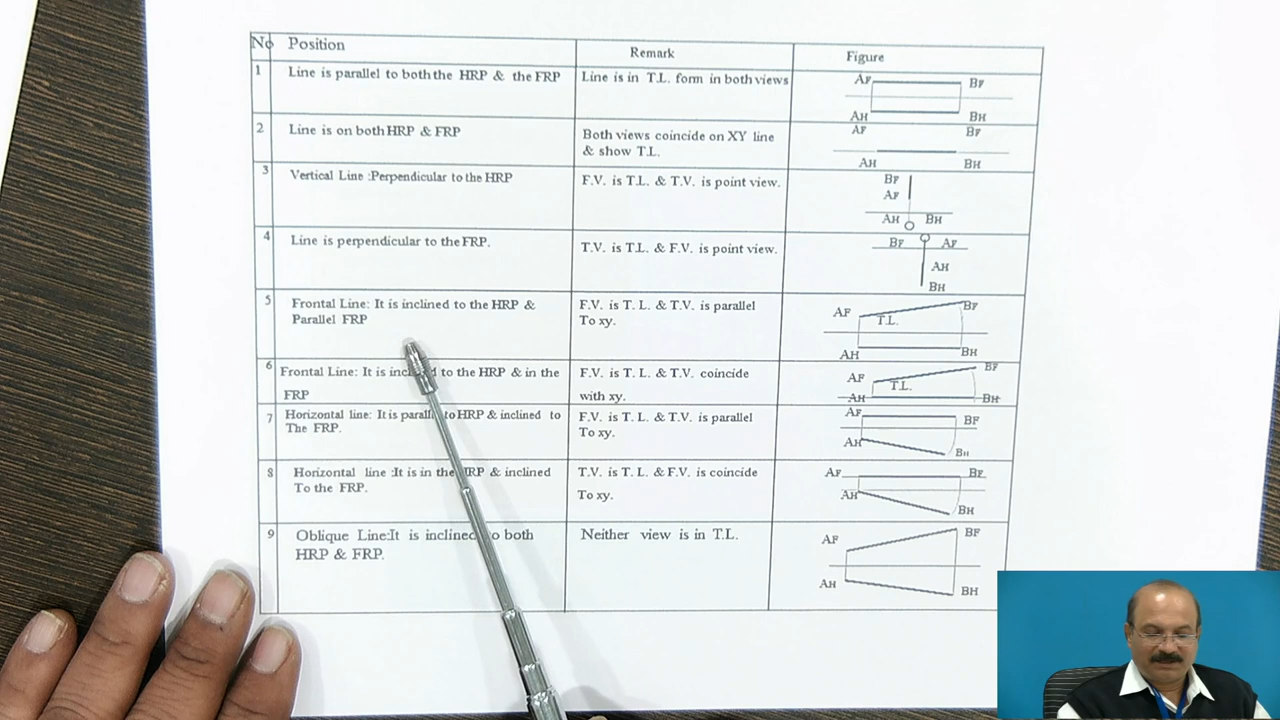 No Position Remark Figure
1 Line is parallel to both the HRP & the FRP Line is in T.L. form in both views AF BF
AH BH
2 Line is on both HRP & FRP Both views coincide on XY line AF BF
& show T.L. AH BH
3 Vertical Line :Perpendicular to the HRP F.V. is T.L. & T.V. is point view. BF
AF
AH BH
4 Line is perpendicular to the FRP. T.V. is T.L. & F.V. is point view. BF AF
AH
BH
5 Frontal Line: It is inclined to the HRP & F.V. is T. L. & T.V. is parallel AF BF
Parallel FRP To xy. T.L.
AH BH
6 Frontal Line: It is to the HRP & in the F.V. is T. L. & T.V. coincide AF BF
FRP with xy. T.L.
AH BH
7 Horizontal line: It is to HRP & inclined to F.V. is T. L. & T.V. is parallel AF BF
The FRP. To xy. AH BH
8 Horizontal line :It is in the HRP & inclined T.V. is T. L. & F.V. is coincide AF BF
To the FRP. To xy. AH BH
9 Oblique Line:It is inclined to both Neither view is in T.L. AF BF
HRP & FRP. AH BH